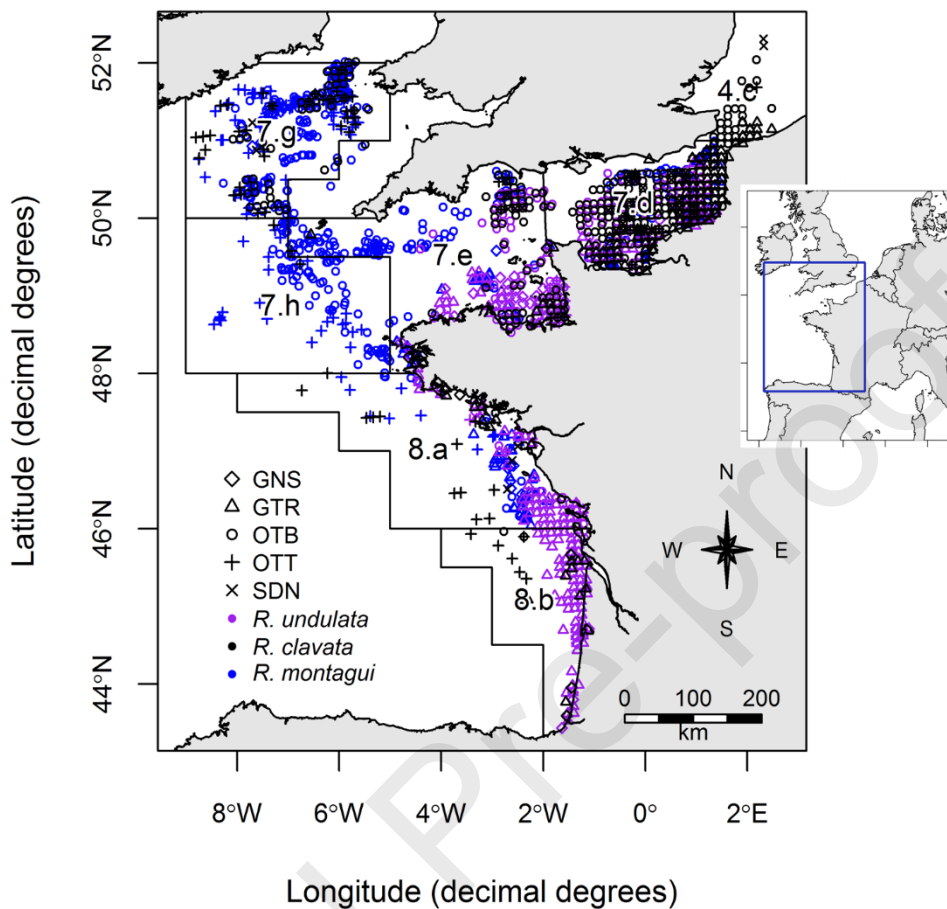 52°N
50°N
48°N
46°N
44°N
Latitude (decimal degrees)
7.g
4.c
7.d
7.e
7.h
8.a
8.b
GNS
GTR
OTB
OTT
SDN
R. undulata
R. clavata
R. montagui
N
W E
S
0 100 200
km
8°W 6°W 4°W 2°W 0° 2°E
Longitude (decimal degrees)
Pre-proof